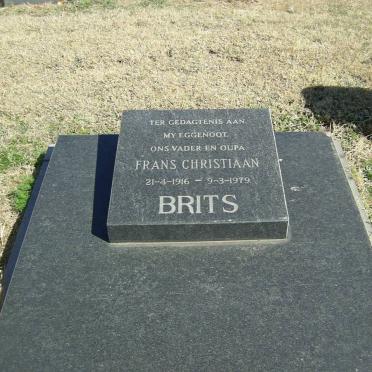 TER GEDAGTENIS AAN
MY EGGENOOT,
ONS VADER EN OUPA
FRANS CHRISTIAAN
21-4-1916 – 9-3-1979
BRITS